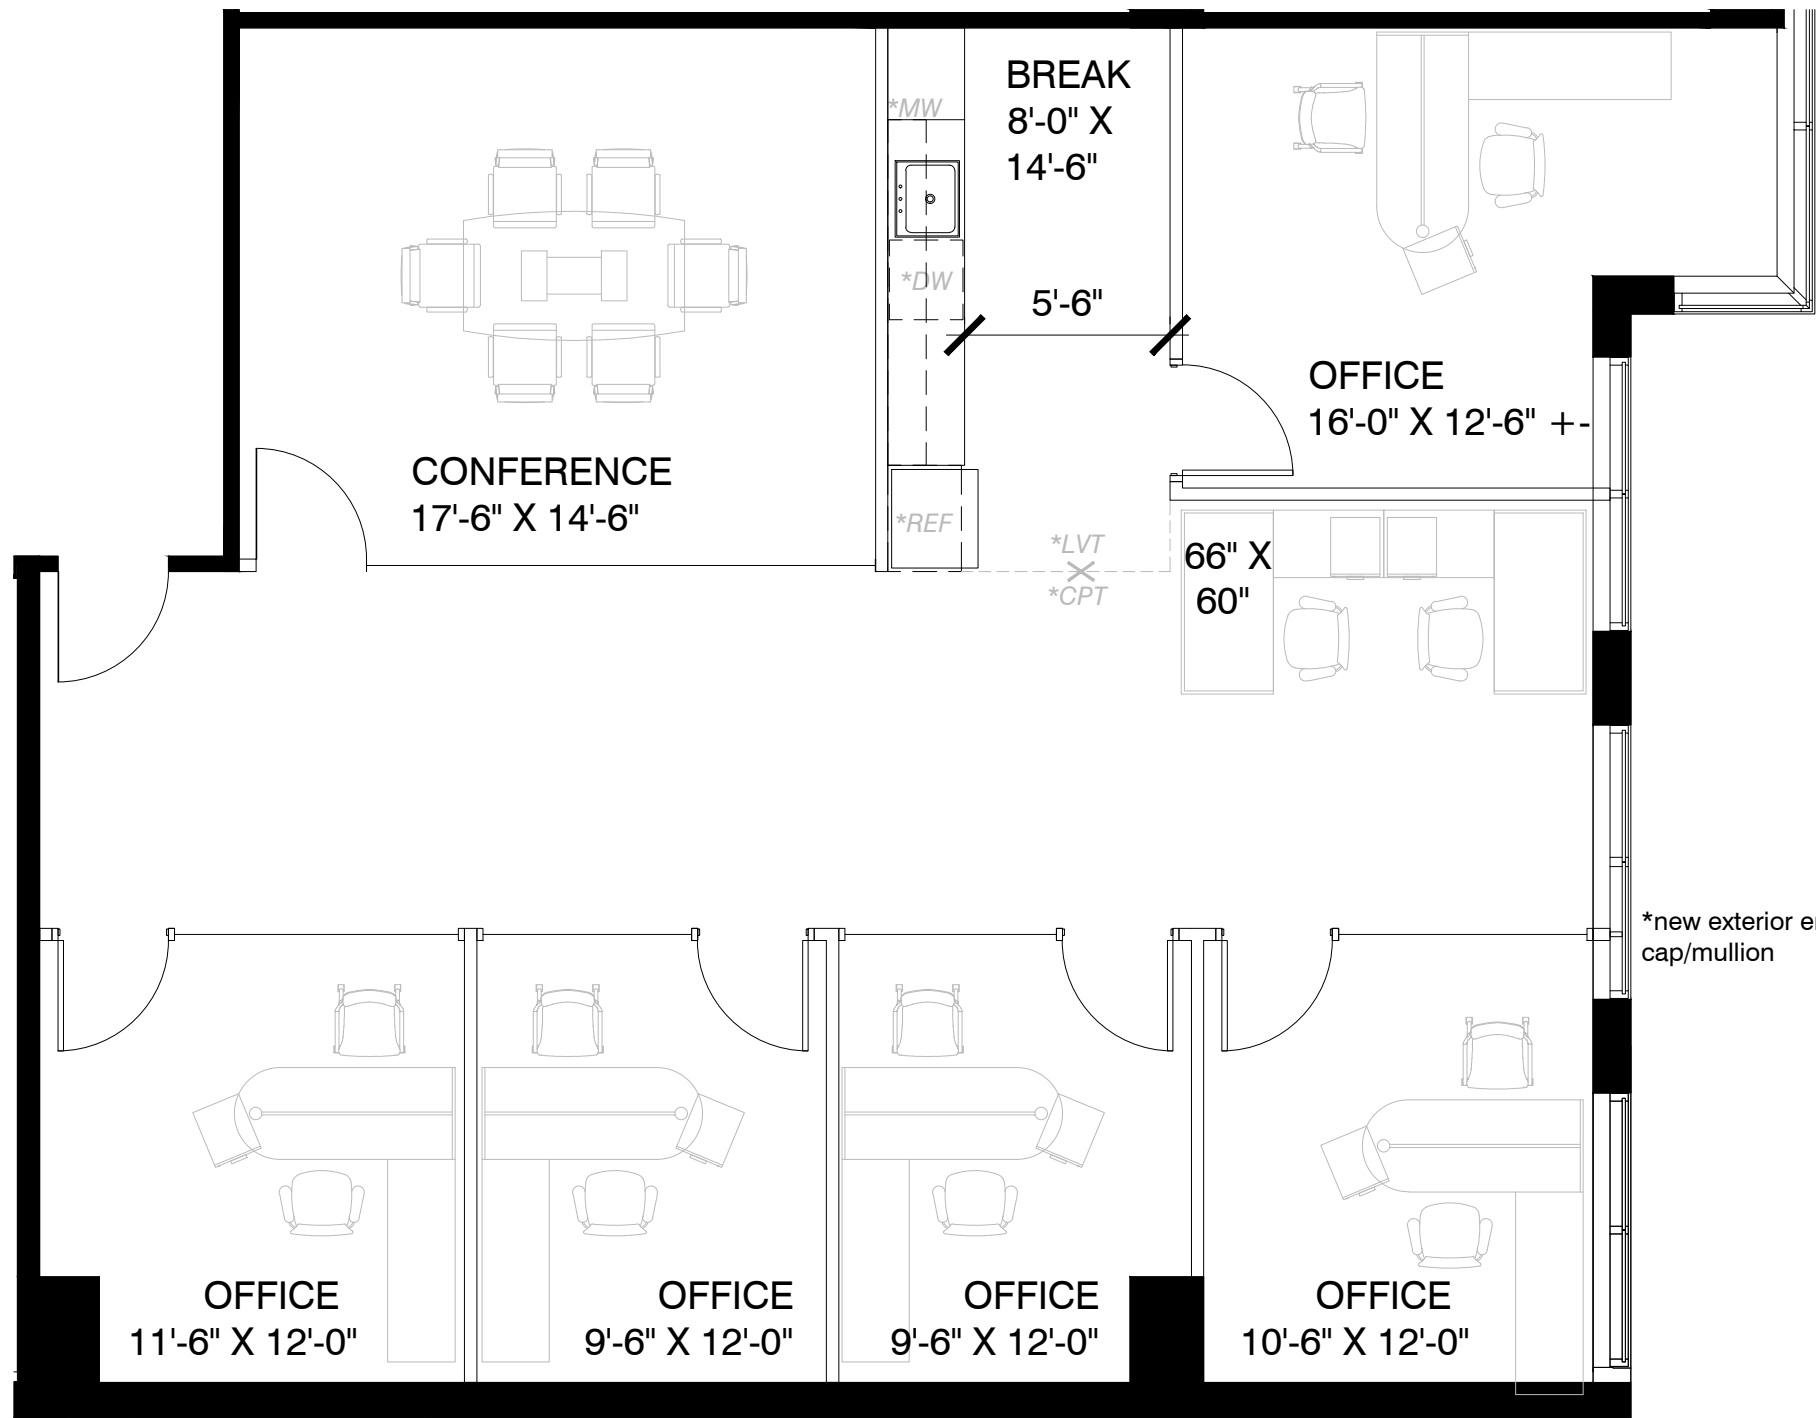 BREAK
8'-0" X
14'-6"
*MW
*DW
5'-6"
OFFICE
16'-0" X 12'-6" +-
CONFERENCE
17'-6" X 14'-6"
*REF
*LVT
*CPT
66" X
60"
*new exterior
cap/mullion
OFFICE
11'-6" X 12'-0"
OFFICE
9'-6" X 12'-0"
OFFICE
9'-6" X 12'-0"
OFFICE
10'-6" X 12'-0"